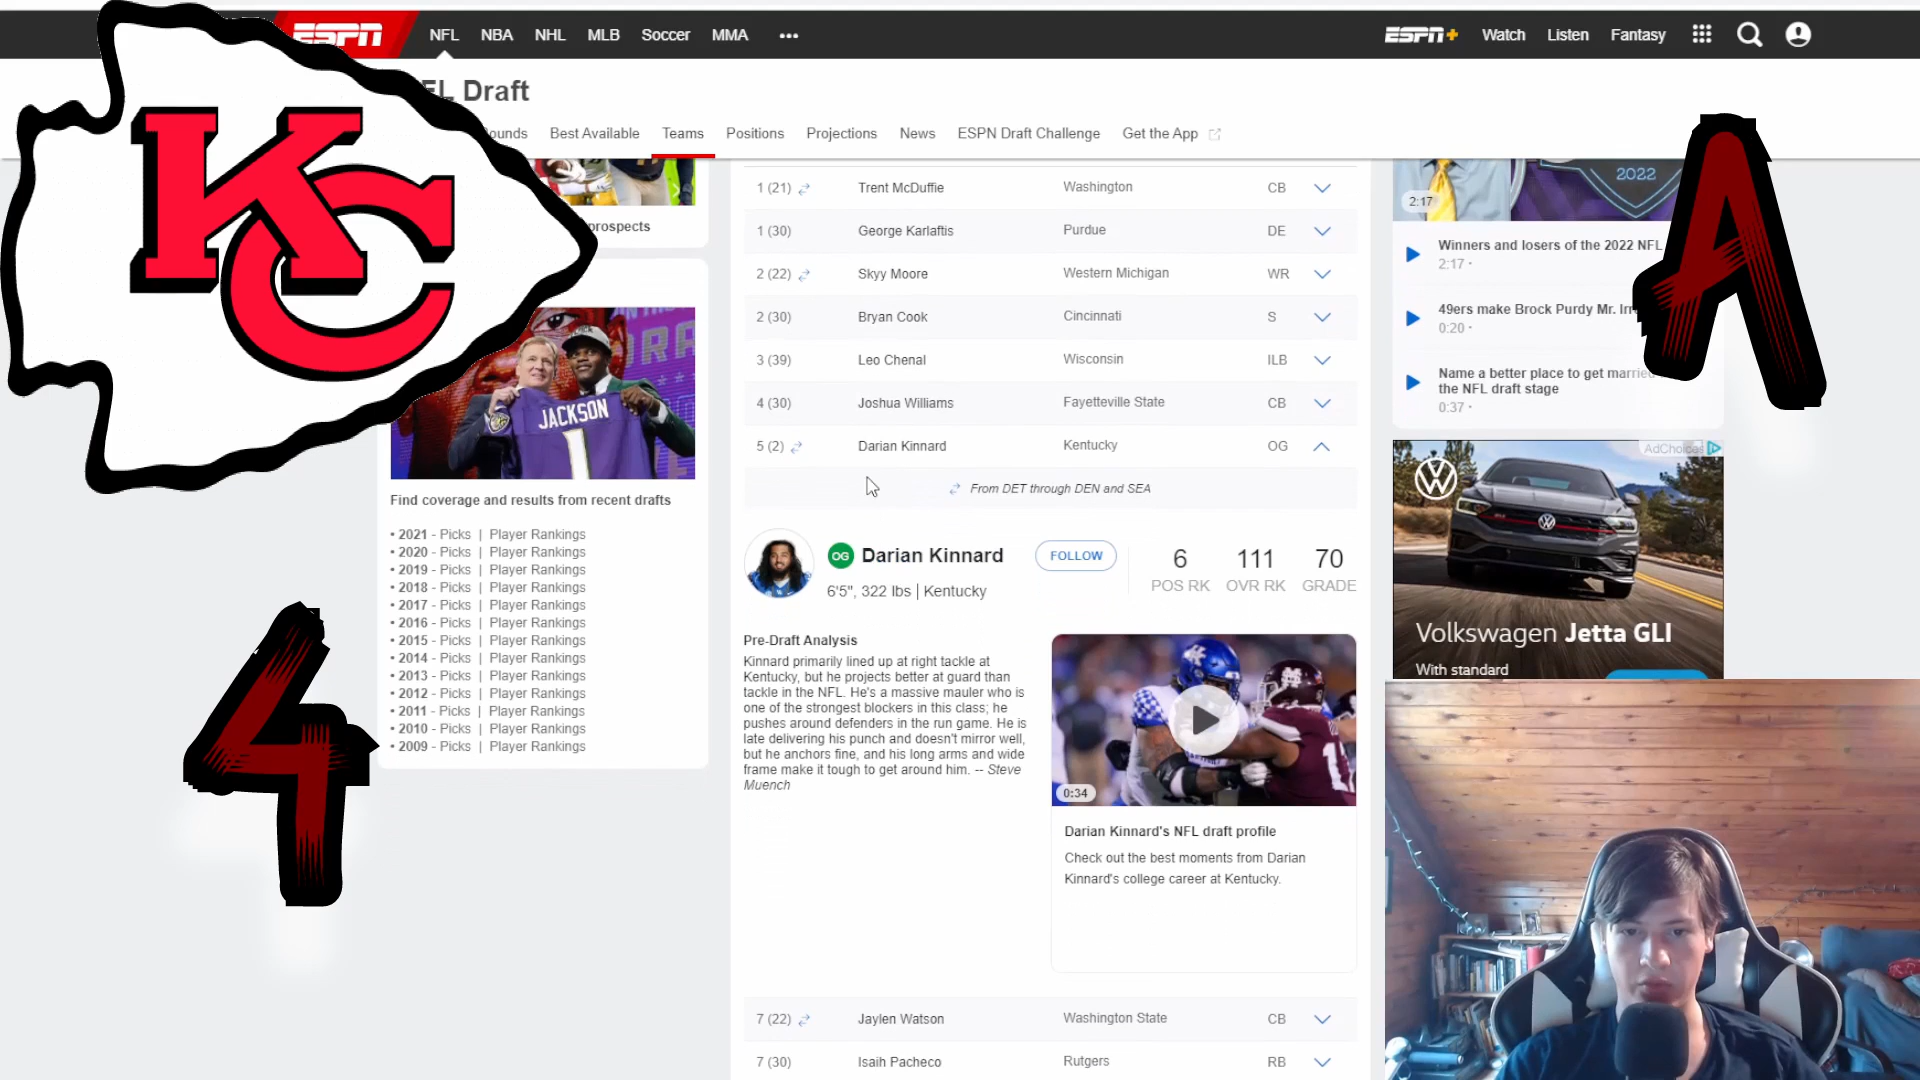 ESPN NFL NBA NHL MLB Soccer MMA ••• ESPN+ Watch Listen Fantasy
Draft
Best Available Teams Positions Projections News ESPN Draft Challenge Get the App
KC
A
4
prospects
JACKSON
1
Find coverage and results from recent drafts
• 2021 - Picks | Player Rankings
• 2020 - Picks | Player Rankings
• 2019 - Picks | Player Rankings
• 2018 - Picks | Player Rankings
• 2017 - Picks | Player Rankings
• 2016 - Picks | Player Rankings
• 2015 - Picks | Player Rankings
• 2014 - Picks | Player Rankings
• 2013 - Picks | Player Rankings
• 2012 - Picks | Player Rankings
• 2011 - Picks | Player Rankings
• 2010 - Picks | Player Rankings
• 2009 - Picks | Player Rankings
1 (21) Trent McDuffie Washington CB
1 (30) George Karlaftis Purdue DE
2 (22) Skyy Moore Western Michigan WR
2 (30) Bryan Cook Cincinnati S
3 (39) Leo Chenal Wisconsin ILB
4 (30) Joshua Williams Fayetteville State CB
5 (2) Darian Kinnard Kentucky OG
From DET through DEN and SEA
OG Darian Kinnard FOLLOW
6'5", 322 lbs | Kentucky
6 111 70
POS RK OVR RK GRADE
Pre-Draft Analysis
Kinnard primarily lined up at right tackle at
Kentucky, but he projects better at guard than
tackle in the NFL. He's a massive mauler who is
one of the strongest blockers in this class; he
pushes around defenders in the run game. He is
late delivering his punch and doesn't mirror well,
but he anchors fine, and his long arms and wide
frame make it tough to get around him. -- Steve
Muench
0:34
Darian Kinnard's NFL draft profile
Check out the best moments from Darian
Kinnard's college career at Kentucky.
7 (22) Jaylen Watson Washington State CB
7 (30) Isaih Pacheco Rutgers RB
2022
2:17
Winners and losers of the 2022 NFL
2:17 •
49ers make Brock Purdy Mr.
0:20 •
Name a better place to get
the NFL draft stage
0:37 •
AdChoices
Volkswagen Jetta GLI
With standard